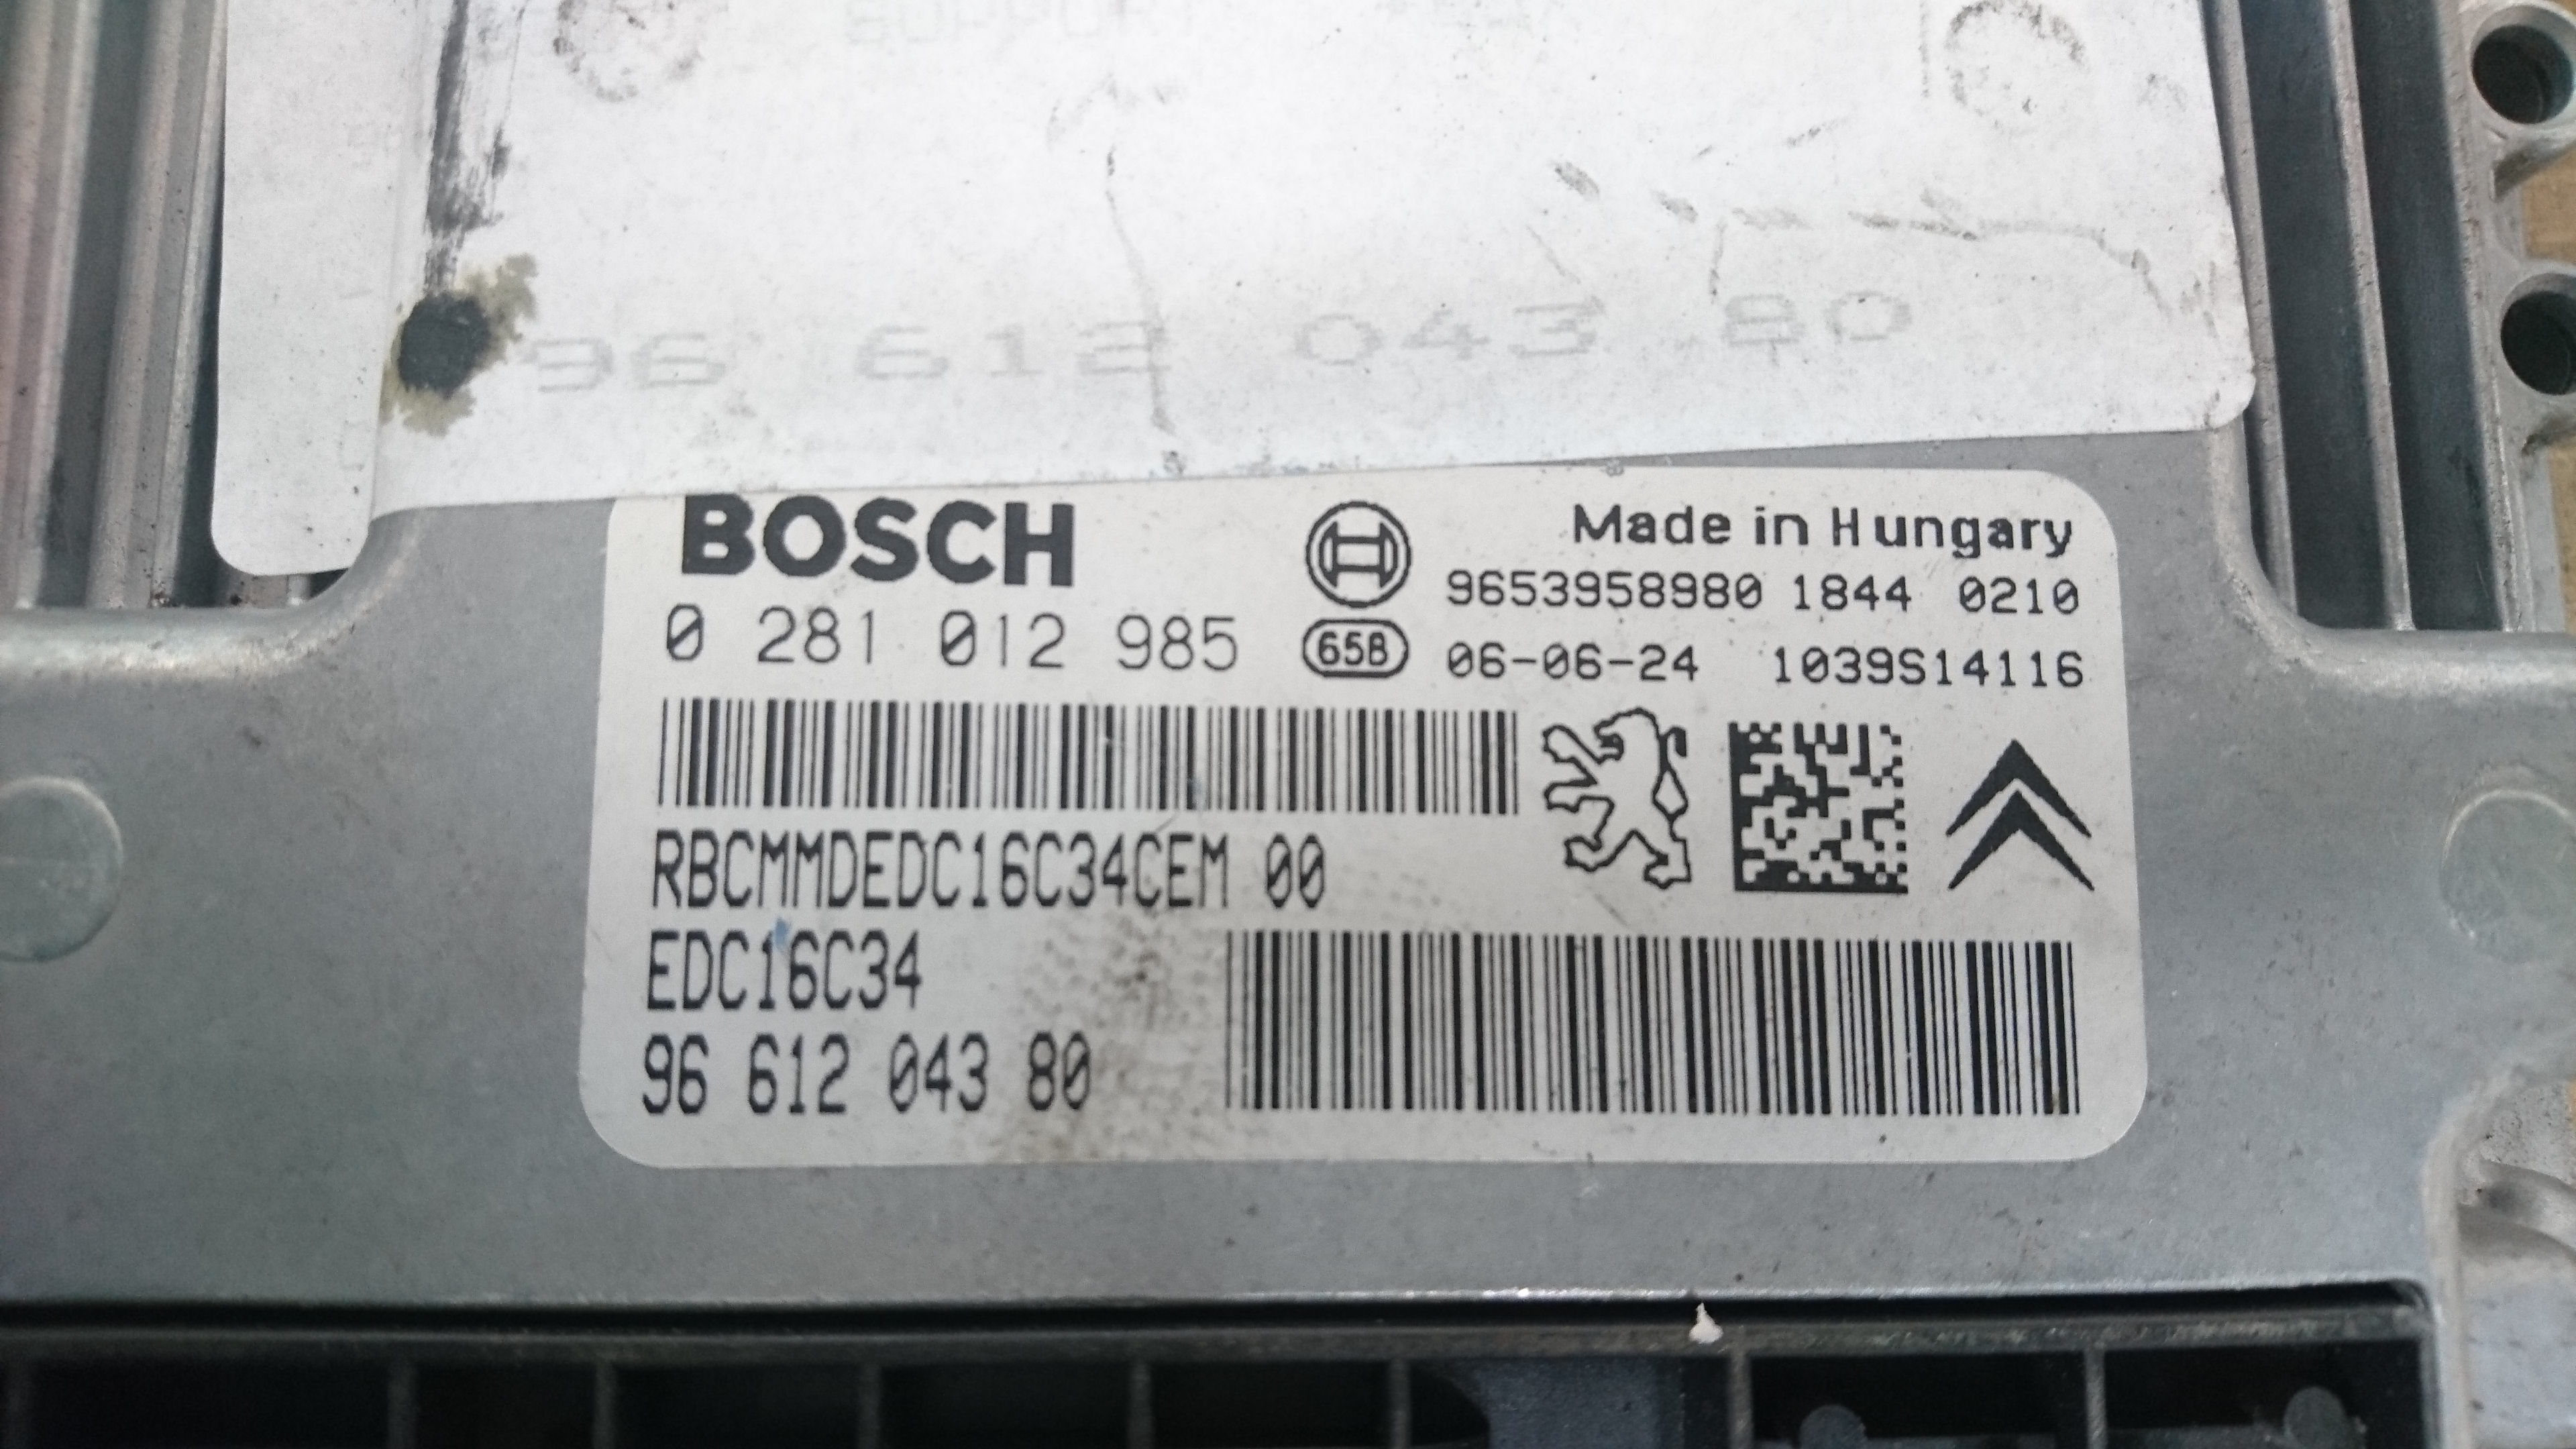 96 612 043 80
BOSCH
Made in Hungary
0 281 012 985
9653958980 1844 0210
658
06-06-24 1039S14116
RBCMMDEDC16C34CEM 00
EDC16C34
96 612 043 80